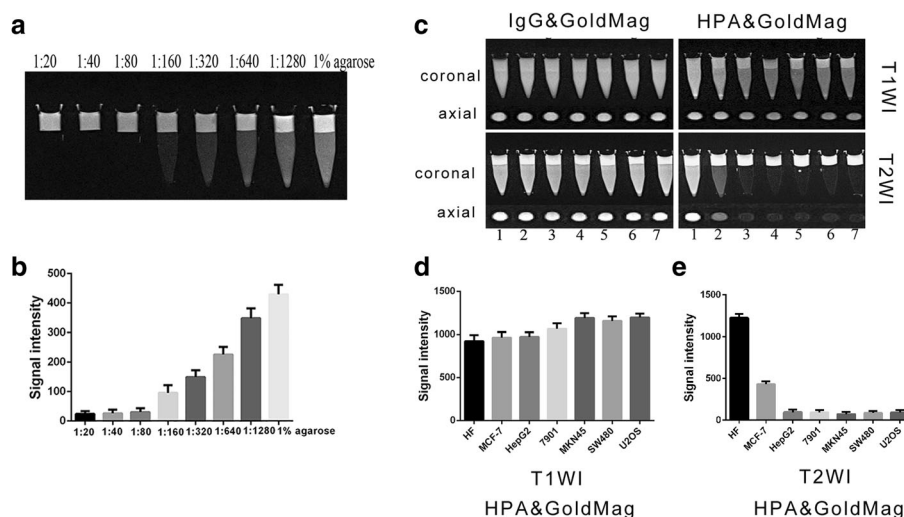 a
1:20 1:40 1:80 1:160 1:320 1:640 1:1280 1% agarose
b
Signal intensity
500
400
300
200
100
0
1:20 1:40 1:80 1:160 1:320 1:640 1:1280 1% agarose
c
IgG&GoldMag HPA&GoldMag
coronal
axial
T1WI
coronal
axial
T2WI
1 2 3 4 5 6 7 1 2 3 4 5 6 7
d
Signal intensity
1500
1000
500
0
HF MCF-7 HepG2 7901 MKN45 SW480 U2OS
T1WI
HPA&GoldMag
e
Signal intensity
1500
1000
500
0
HF MCF-7 HepG2 7901 MKN45 SW480 U2OS
T2WI
HPA&GoldMag